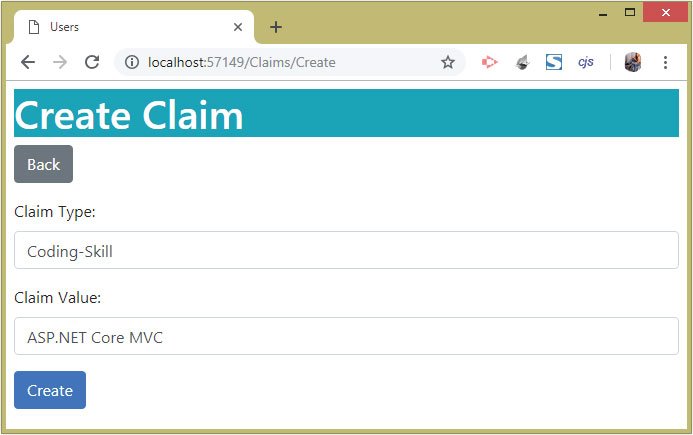 Users
localhost:57149/Claims/Create
S
cjs
Create Claim
Back
Claim Type:
Coding-Skill
Claim Value:
ASP.NET Core MVC
Create